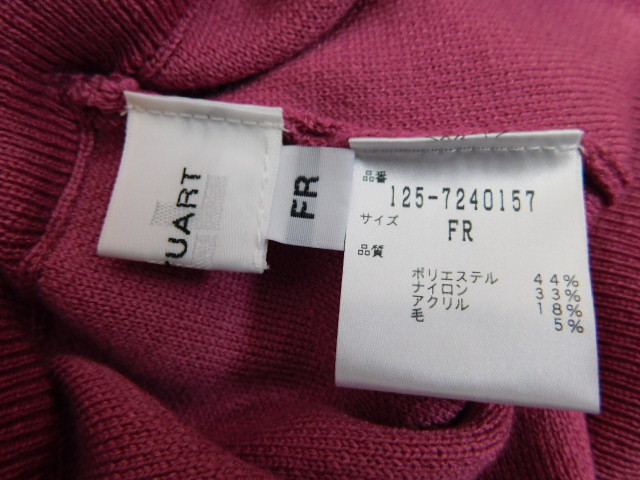 TUART
FR
品番
125-7240157
サイズ
FR
品質
ポリエステル 44%
ナイロン 33%
アクリル 18%
毛 5%